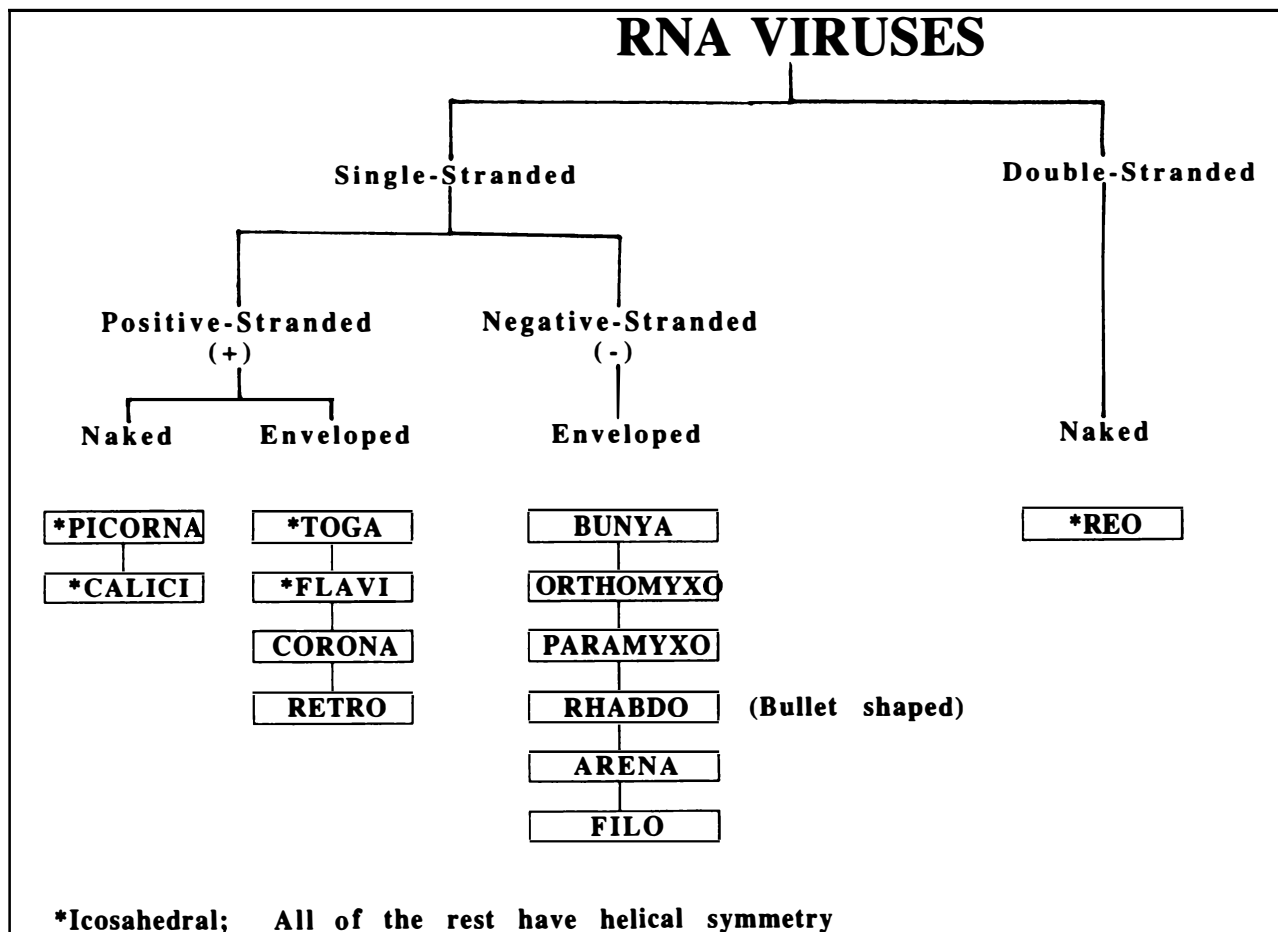 RNA VIRUSES
Single-Stranded
Double-Stranded
Positive-Stranded
(+)
Negative-Stranded
(-)
Naked
Enveloped
Enveloped
Naked
*PICORNA
*TOGA
BUNYA
*REO
*CALICI
*FLAVI
ORTHOMYXO
CORONA
PARAMYXO
RETRO
RHABDO (Bullet shaped)
ARENA
FILO
*Icosahedral; All of the rest have helical symmetry